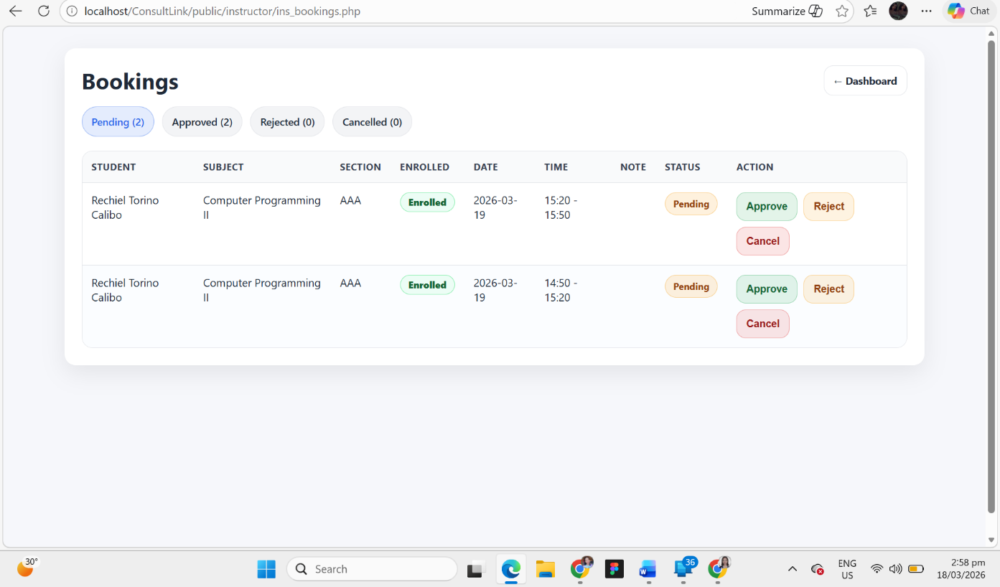 localhost/ConsultLink/public/instructor/ins_bookings.php
Summarize
Chat
Bookings
← Dashboard
Pending (2)
Approved (2)
Rejected (0)
Cancelled (0)
STUDENT SUBJECT SECTION ENROLLED DATE TIME NOTE STATUS ACTION
Rechiel Torino Computer Programming AAA Enrolled 2026-03- 15:20 - Pending Approve Reject
Calibo II 19 15:50
Cancel
Rechiel Torino Computer Programming AAA Enrolled 2026-03- 14:50 - Pending Approve Reject
Calibo II 19 15:20
Cancel
30°
Search
36
ENG
US
2:58 pm
18/03/2026